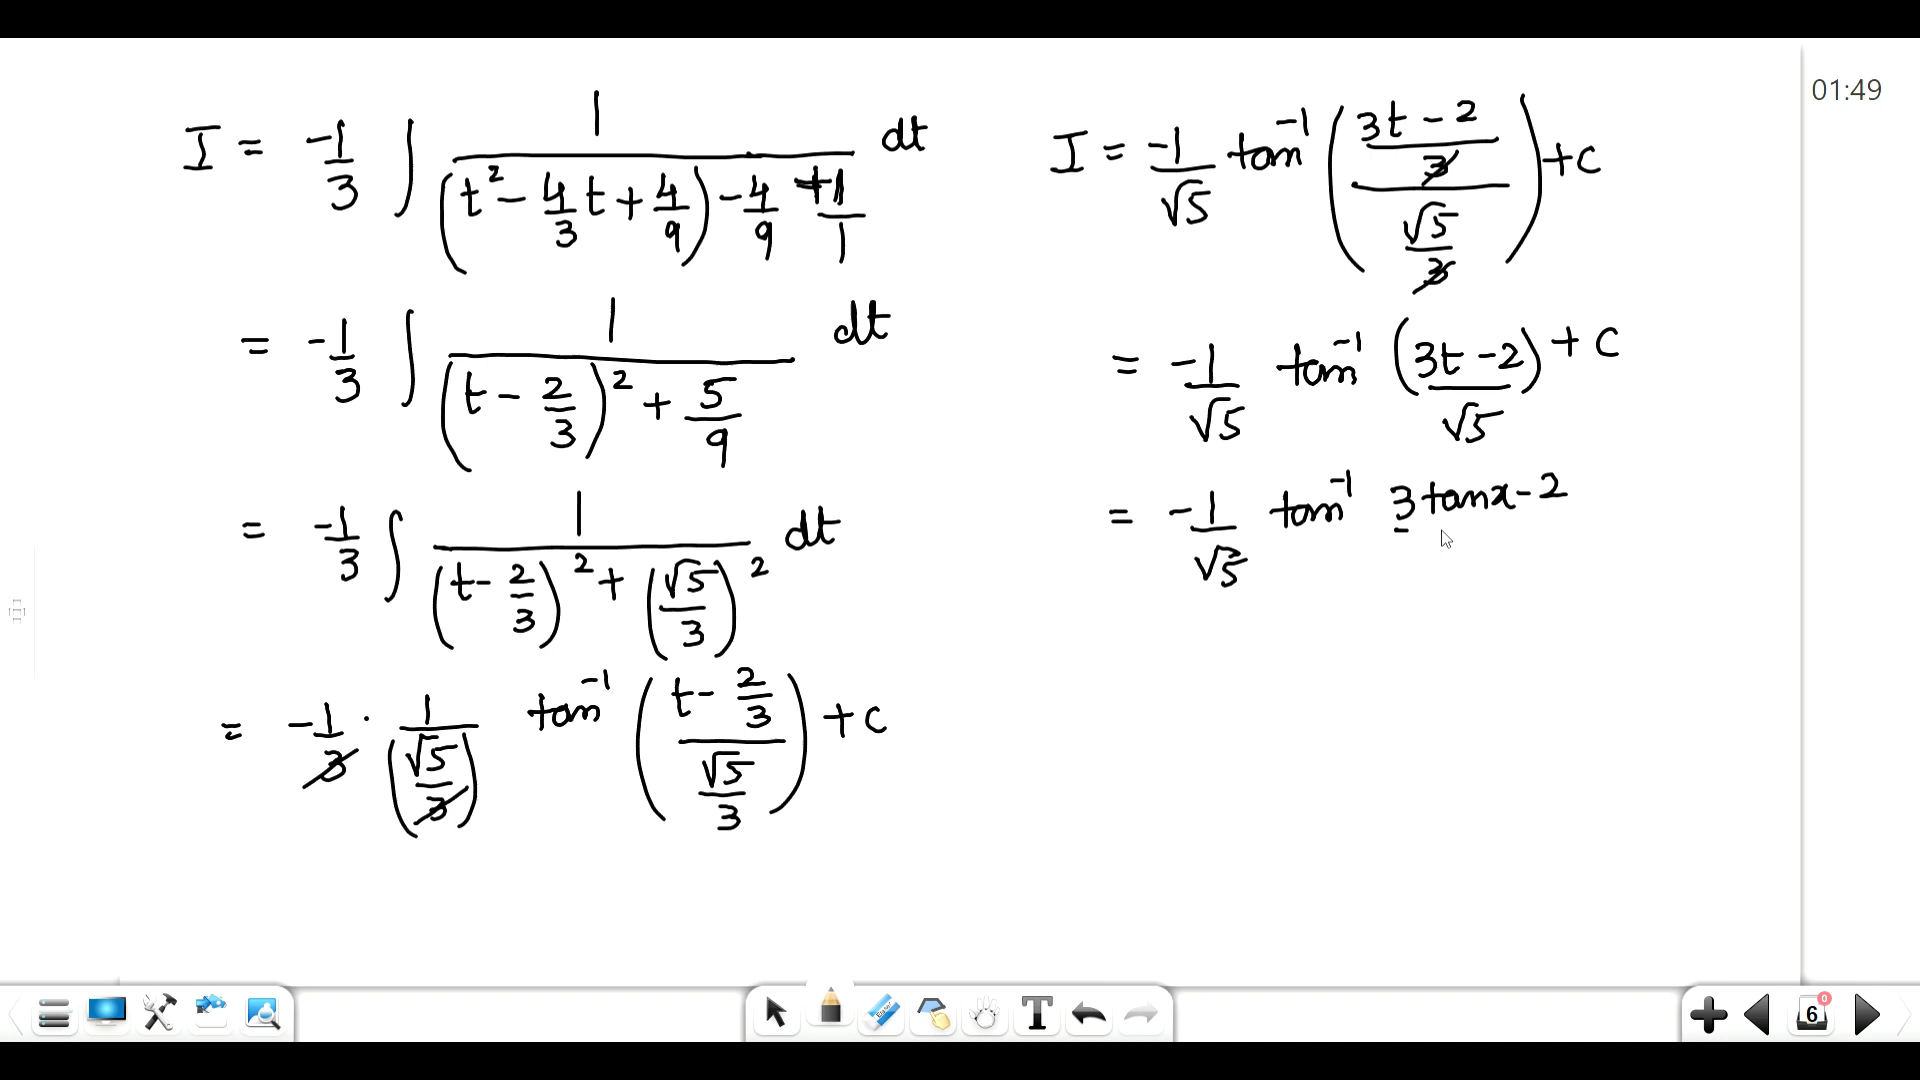 I = -1/3 ∫ 1/((t² - 4/3 t + 4/9) - 4/9 + 1/1) dt
= -1/3 ∫ 1/((t - 2/3)² + 5/9) dt
= -1/3 ∫ 1/((t - 2/3)² + (√5/3)²) dt
= -1/3 · 1/(√5/3) tan⁻¹ ((t - 2/3)/(√5/3)) + c
I = -1/√5 tan⁻¹ (((3t - 2)/3)/(√5/3)) + c
= -1/√5 tan⁻¹ ((3t - 2)/√5) + c
= -1/√5 tan⁻¹ 3tanx - 2
01:49
T
6
0